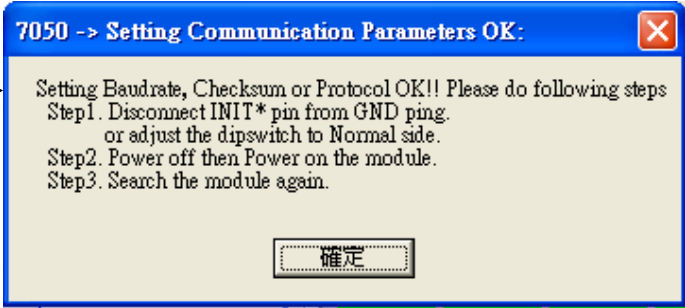 7050 -> Setting Communication Parameters OK:
Setting Baudrate, Checksum or Protocol OK!! Please do following steps
Step1. Disconnect INIT* pin from GND ping.
or adjust the dipswitch to Normal side.
Step2. Power off then Power on the module.
Step3. Search the module again.
確定